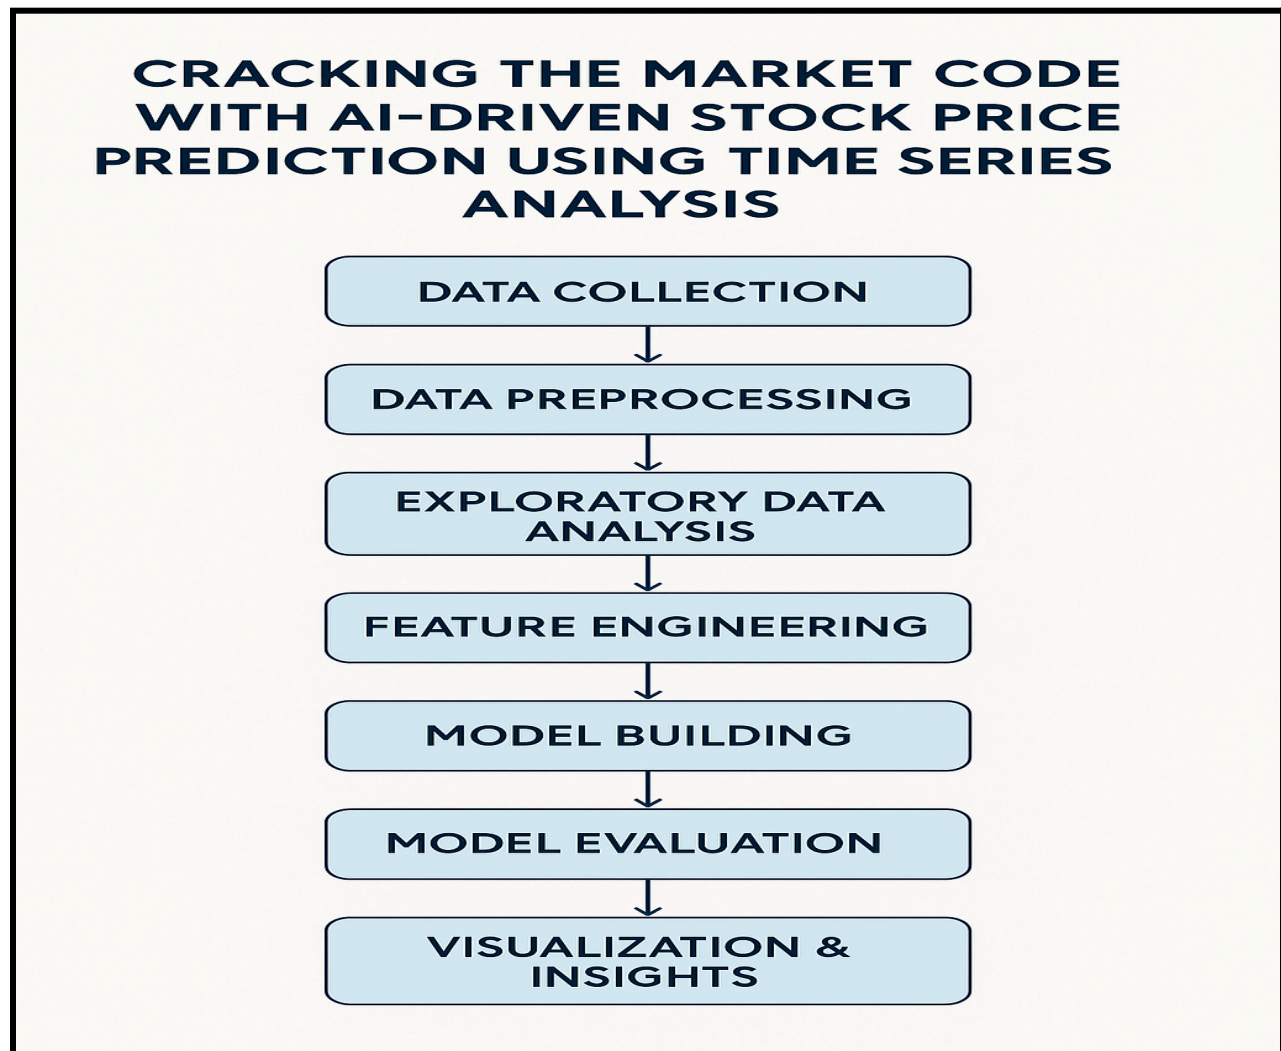 CRACKING THE MARKET CODE
WITH AI-DRIVEN STOCK PRICE
PREDICTION USING TIME SERIES
ANALYSIS
DATA COLLECTION
DATA PREPROCESSING
EXPLORATORY DATA
ANALYSIS
FEATURE ENGINEERING
MODEL BUILDING
MODEL EVALUATION
VISUALIZATION &
INSIGHTS